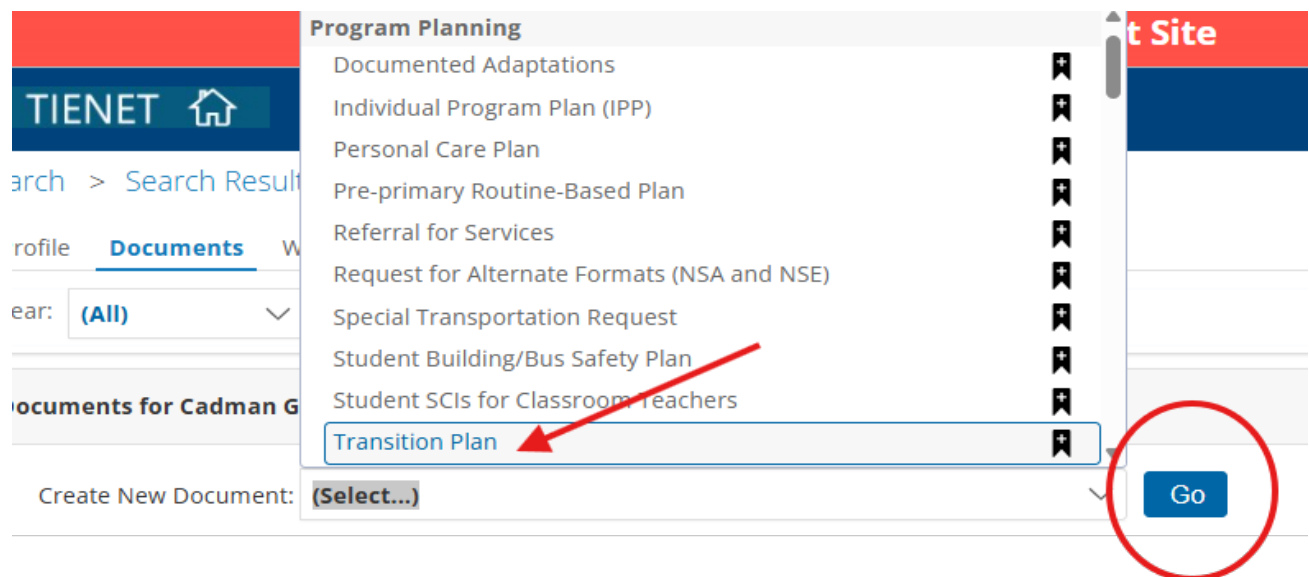 Program Planning
t Site
Documented Adaptations
TIENET
Individual Program Plan (IPP)
Personal Care Plan
arch > Search Result
Pre-primary Routine-Based Plan
rofile Documents W
Referral for Services
Request for Alternate Formats (NSA and NSE)
ear: (All)
Special Transportation Request
Student Building/Bus Safety Plan
ocuments for Cadman G
Student SCIs for Classroom Teachers
Transition Plan
Create New Document: (Select...) Go